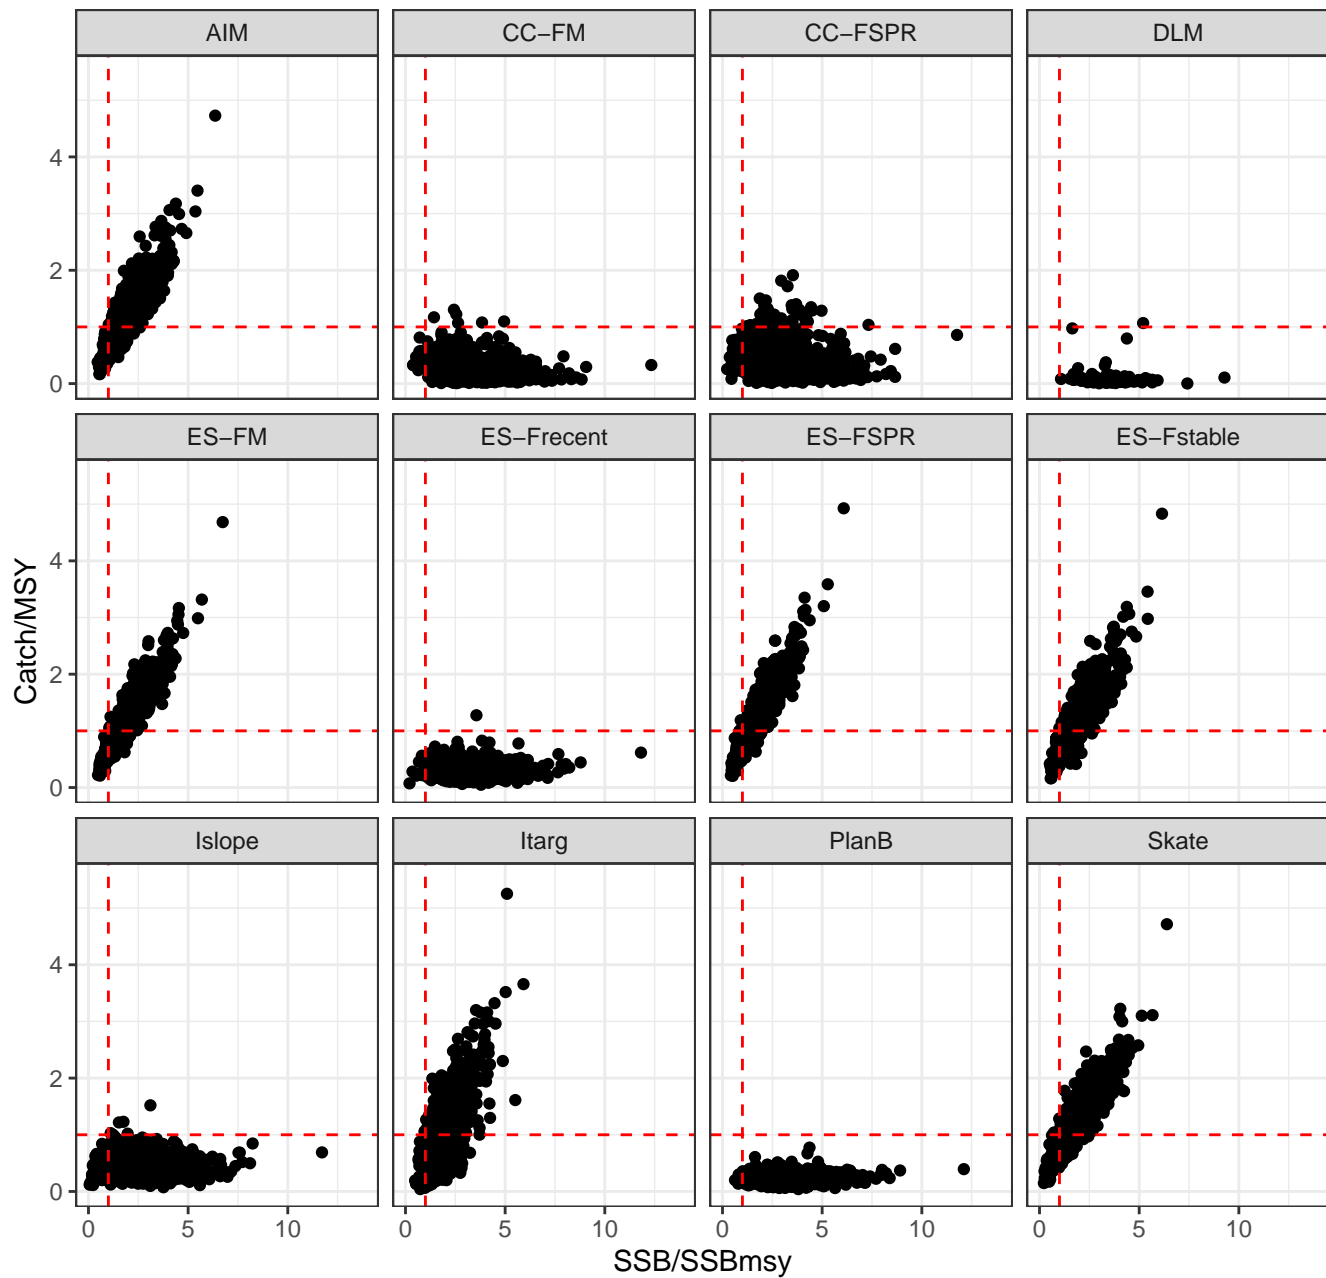 AIM CC−FM CC−FSPR DLM
4
2
0
ES−FM ES−Frecent ES−FSPR ES−Fstable
Catch/MSY
4
2
0
Islope Itarg PlanB Skate
4
2
0
0 5 10 0 5 10 0 5 10 0 5 10
SSB/SSBmsy